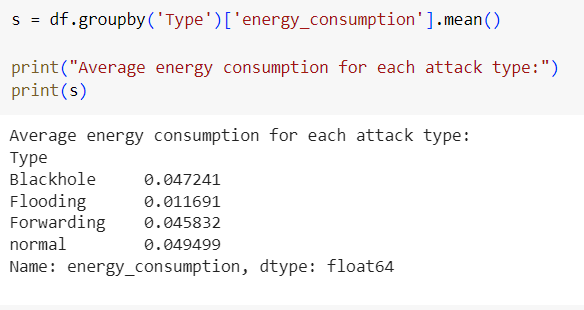 s = df.groupby('Type')['energy_consumption'].mean()
print("Average energy consumption for each attack type:")
print(s)
Average energy consumption for each attack type:
Type
Blackhole     0.047241
Flooding      0.011691
Forwarding    0.045832
normal        0.049499
Name: energy_consumption, dtype: float64